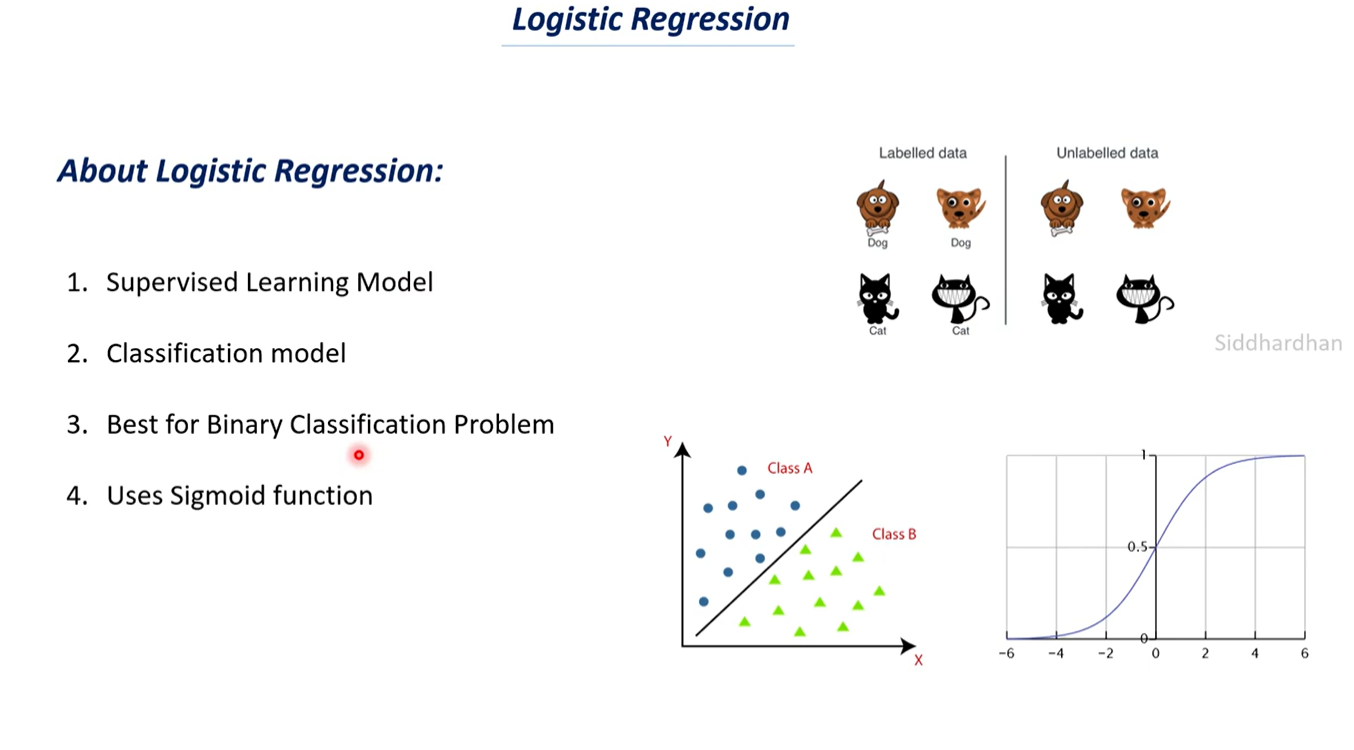 Logistic Regression
About Logistic Regression:
1. Supervised Learning Model
2. Classification model
3. Best for Binary Classification Problem
4. Uses Sigmoid function
Labelled data
Unlabelled data
Dog
Dog
Cat
Cat
Siddhardhan
Y
Class A
Class B
X
1
0.5
0
-6 -4 -2 0 2 4 6